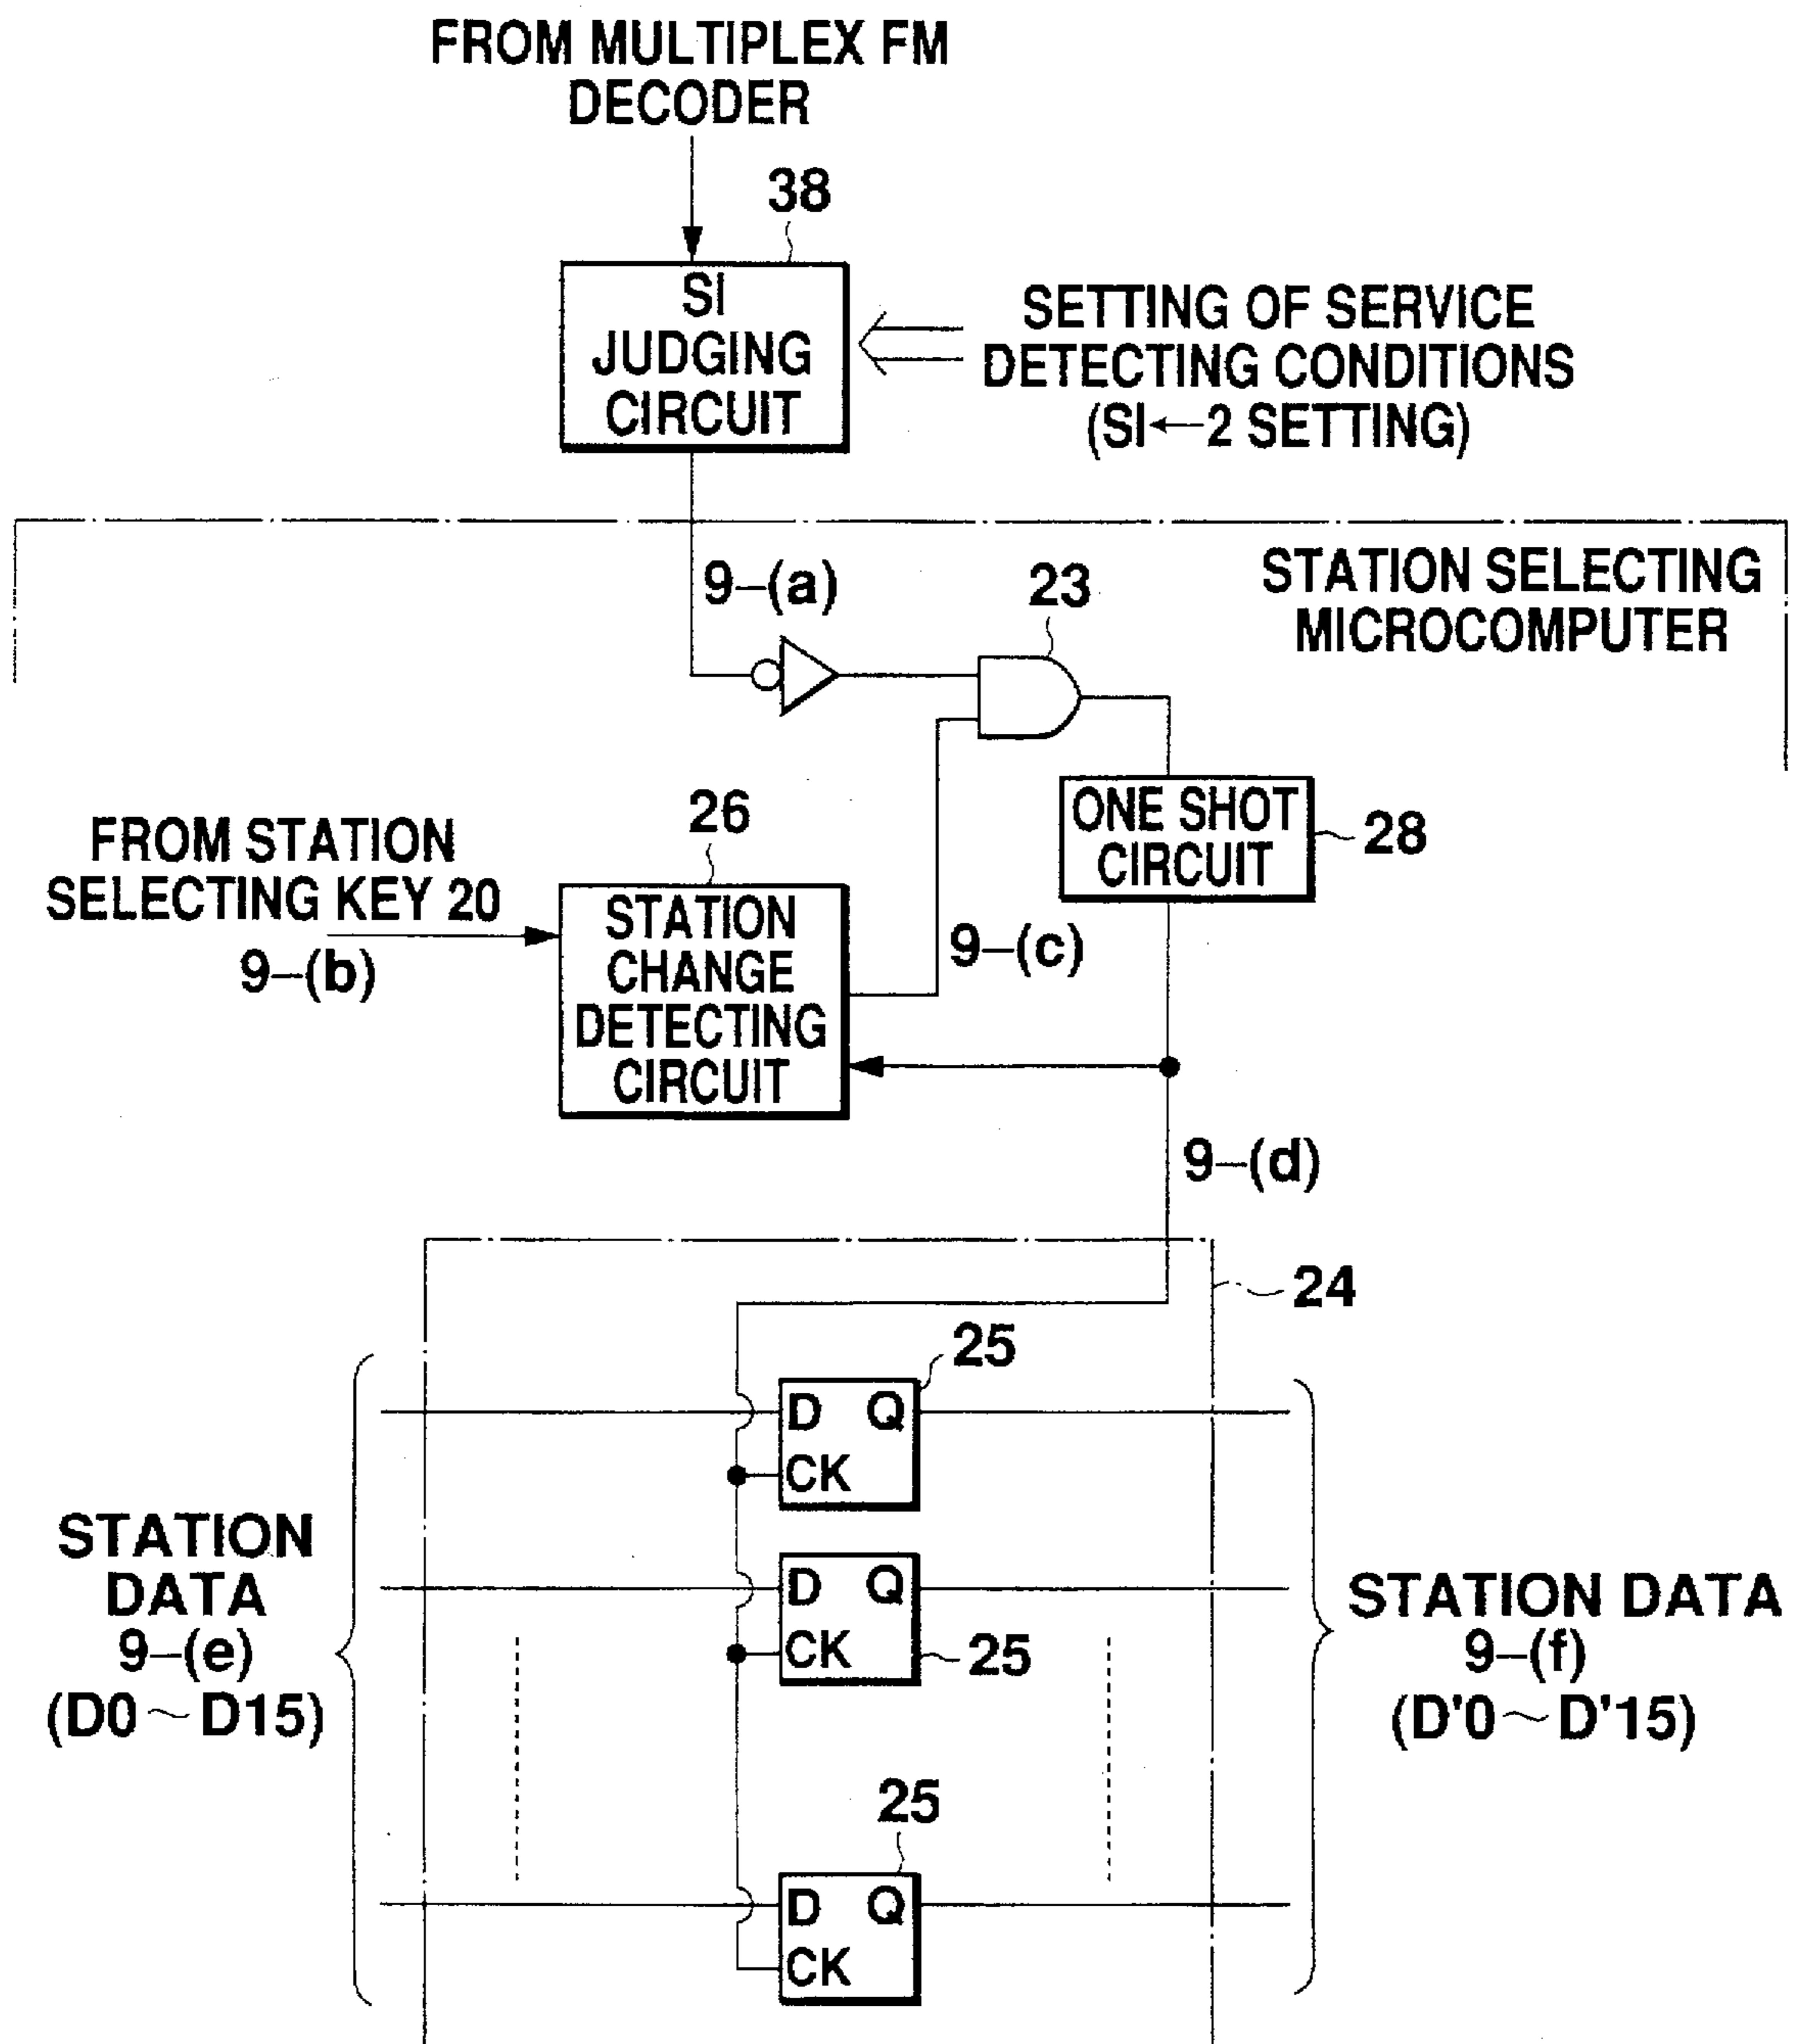 FROM MULTIPLEX FM
DECODER
38
SI
JUDGING
CIRCUIT
SETTING OF SERVICE
DETECTING CONDITIONS
(SI←2 SETTING)
9–(a)
23
STATION SELECTING
MICROCOMPUTER
26
ONE SHOT
CIRCUIT
28
FROM STATION
SELECTING KEY 20
9–(b)
STATION
CHANGE
DETECTING
CIRCUIT
9–(c)
9–(d)
24
25
D Q
CK
STATION
DATA
9–(e)
(D0～D15)
D Q
CK
25
STATION DATA
9–(f)
(D'0～D'15)
25
D Q
CK